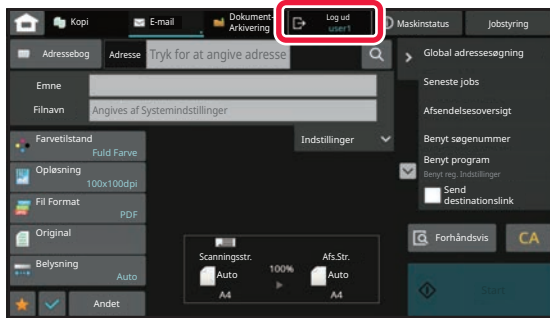 Kopi
E-mail
Dokument-
Arkivering
Log ud
user1
Maskinstatus
Jobstyring
Adressebog
Adresse
Tryk for at angive adresse
Global adressesøgning
Emne
Seneste jobs
Filnavn
Angives af Systemindstillinger
Afsendelsesoversigt
Farvetilstand
Fuld Farve
Indstillinger
Benyt søgenummer
Opløsning
100x100dpi
Benyt program
Benyt reg. Indstillinger
Send
destinationslink
Fil Format
PDF
Original
Forhåndsvis
CA
Scanningsstr.
Afs.Str.
Auto
100%
Auto
A4
A4
Belysning
Auto
Start
Andet